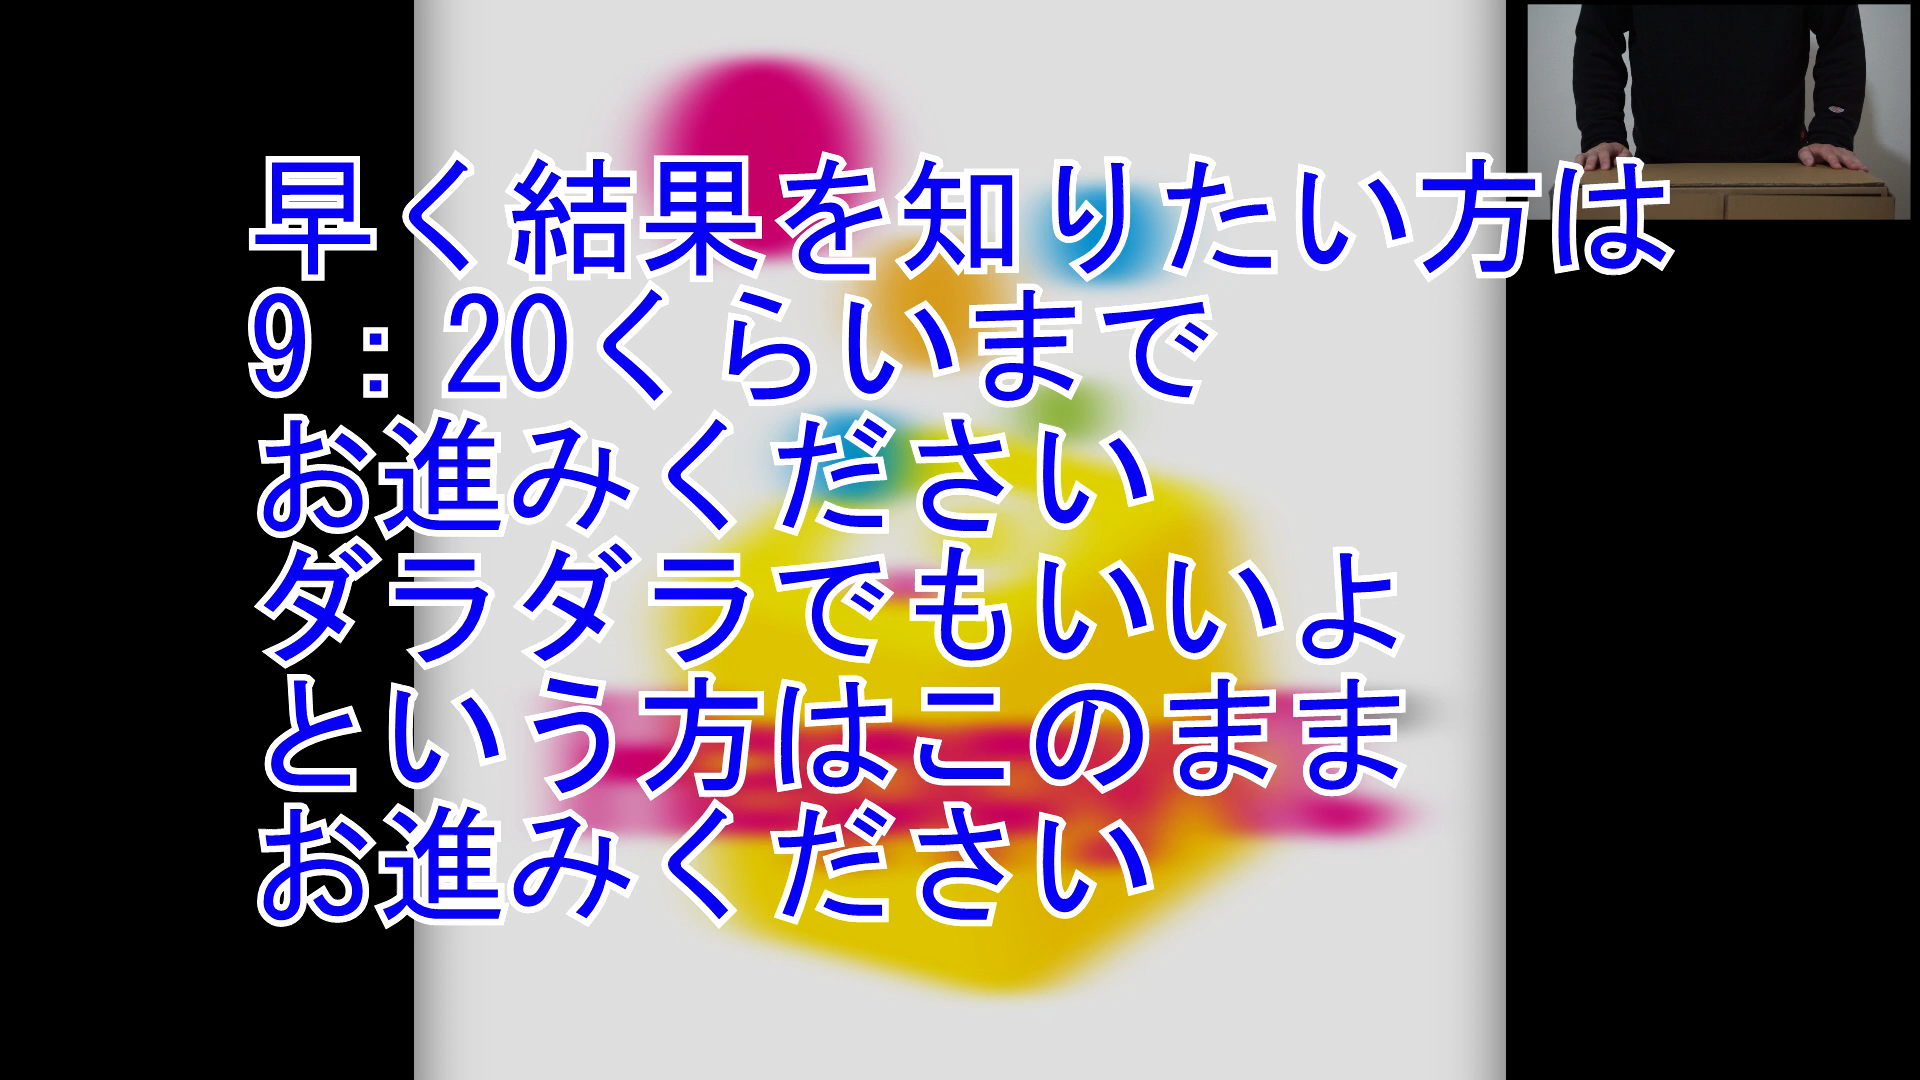 早く結果を知りたい方は
9：20くらいまで
お進みください
ダラダラでもいいよ
という方はこのまま
お進みください